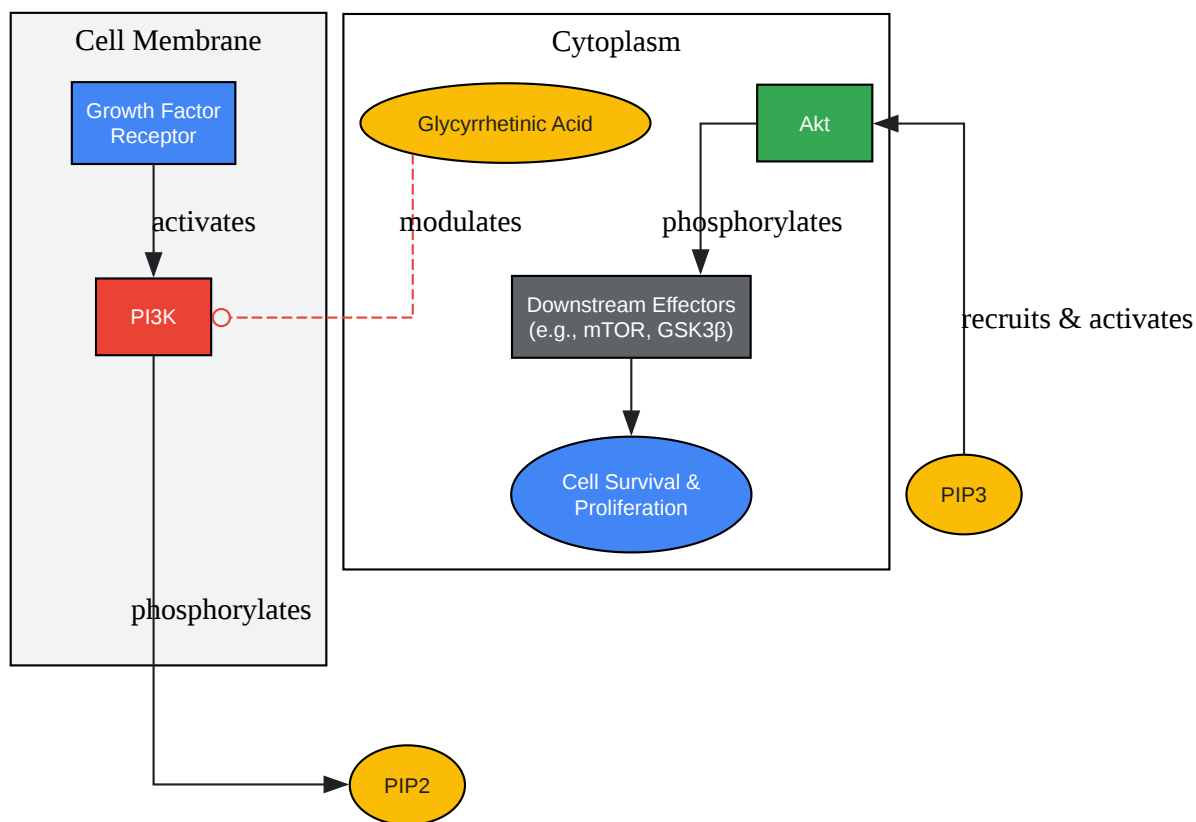 Cell Membrane
Cytoplasm
Growth Factor
Receptor
Glycyrrhetinic Acid
Akt
activates
modulates
phosphorylates
PI3K
Downstream Effectors
(e.g., mTOR, GSK3β)
recruits & activates
Cell Survival &
Proliferation
PIP3
phosphorylates
PIP2